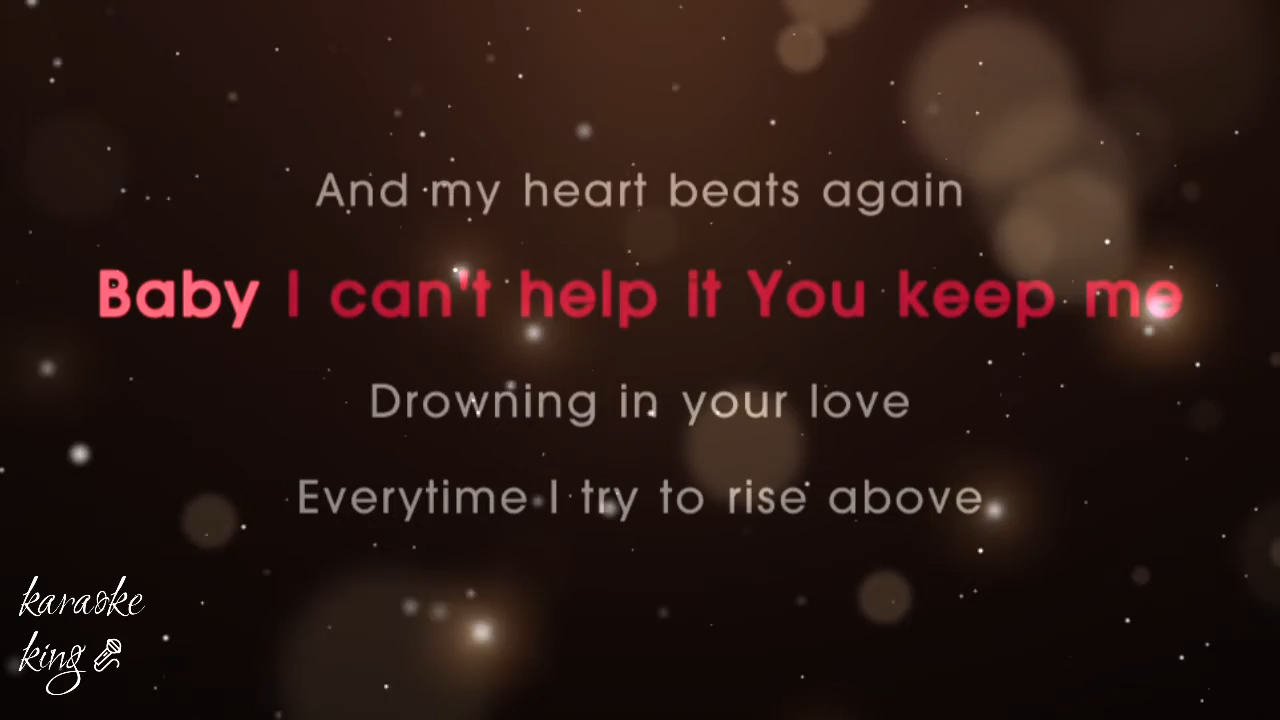 And my heart beats again
Baby I can't help it You keep me
Drowning in your love
Everytime I try to rise above
karaoke
king